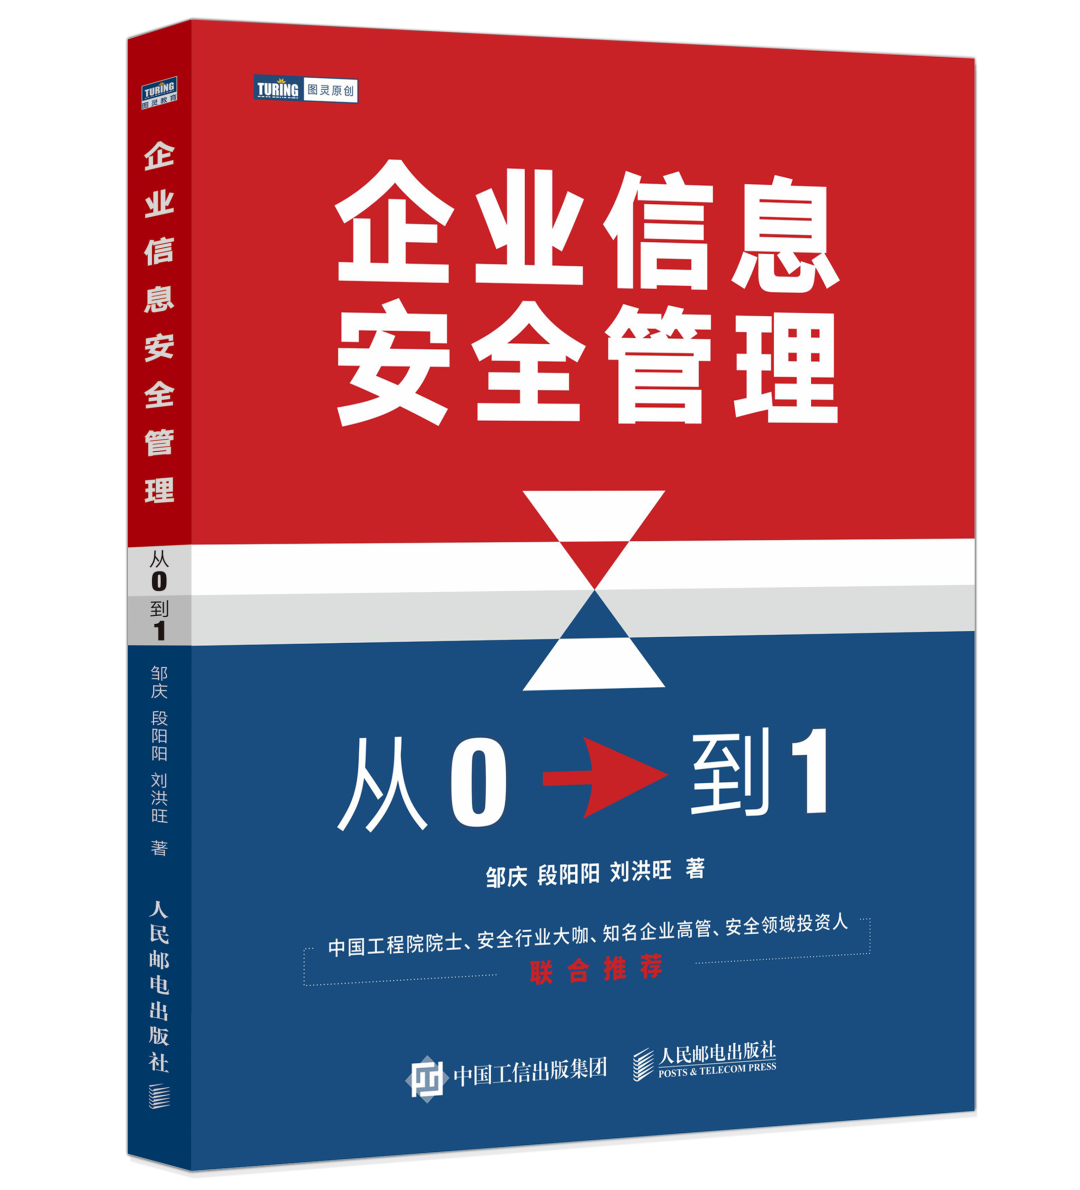 TURING 图灵教育
企业信息安全管理
从0到1
邹庆 段阳阳 刘洪旺 著
人民邮电出版社
TURING 图灵原创
企业信息
安全管理
从0到1
邹庆 段阳阳 刘洪旺 著
中国工程院院士、安全行业大咖、知名企业高管、安全领域投资人
联合推荐
中国工信出版集团
人民邮电出版社
POSTS & TELECOM PRESS